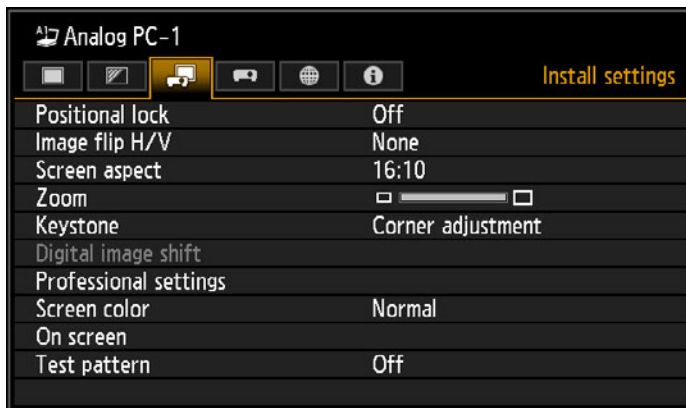 Analog PC-1
Install settings
Positional lock Off
Image flip H/V None
Screen aspect 16:10
Zoom
Keystone Corner adjustment
Digital image shift
Professional settings
Screen color Normal
On screen
Test pattern Off